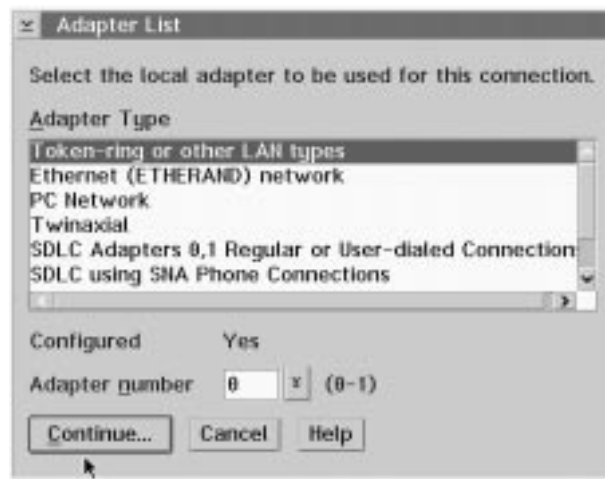 Adapter List
Select the local adapter to be used for this connection.
Adapter Type
Token-ring or other LAN types
Ethernet (ETHERAND) network
PC Network
Twinaxial
SDLC Adapters 0,1 Regular or User-dialed Connection
SDLC using SNA Phone Connections
Configured Yes
Adapter number 0 (0-1)
Continue... Cancel Help